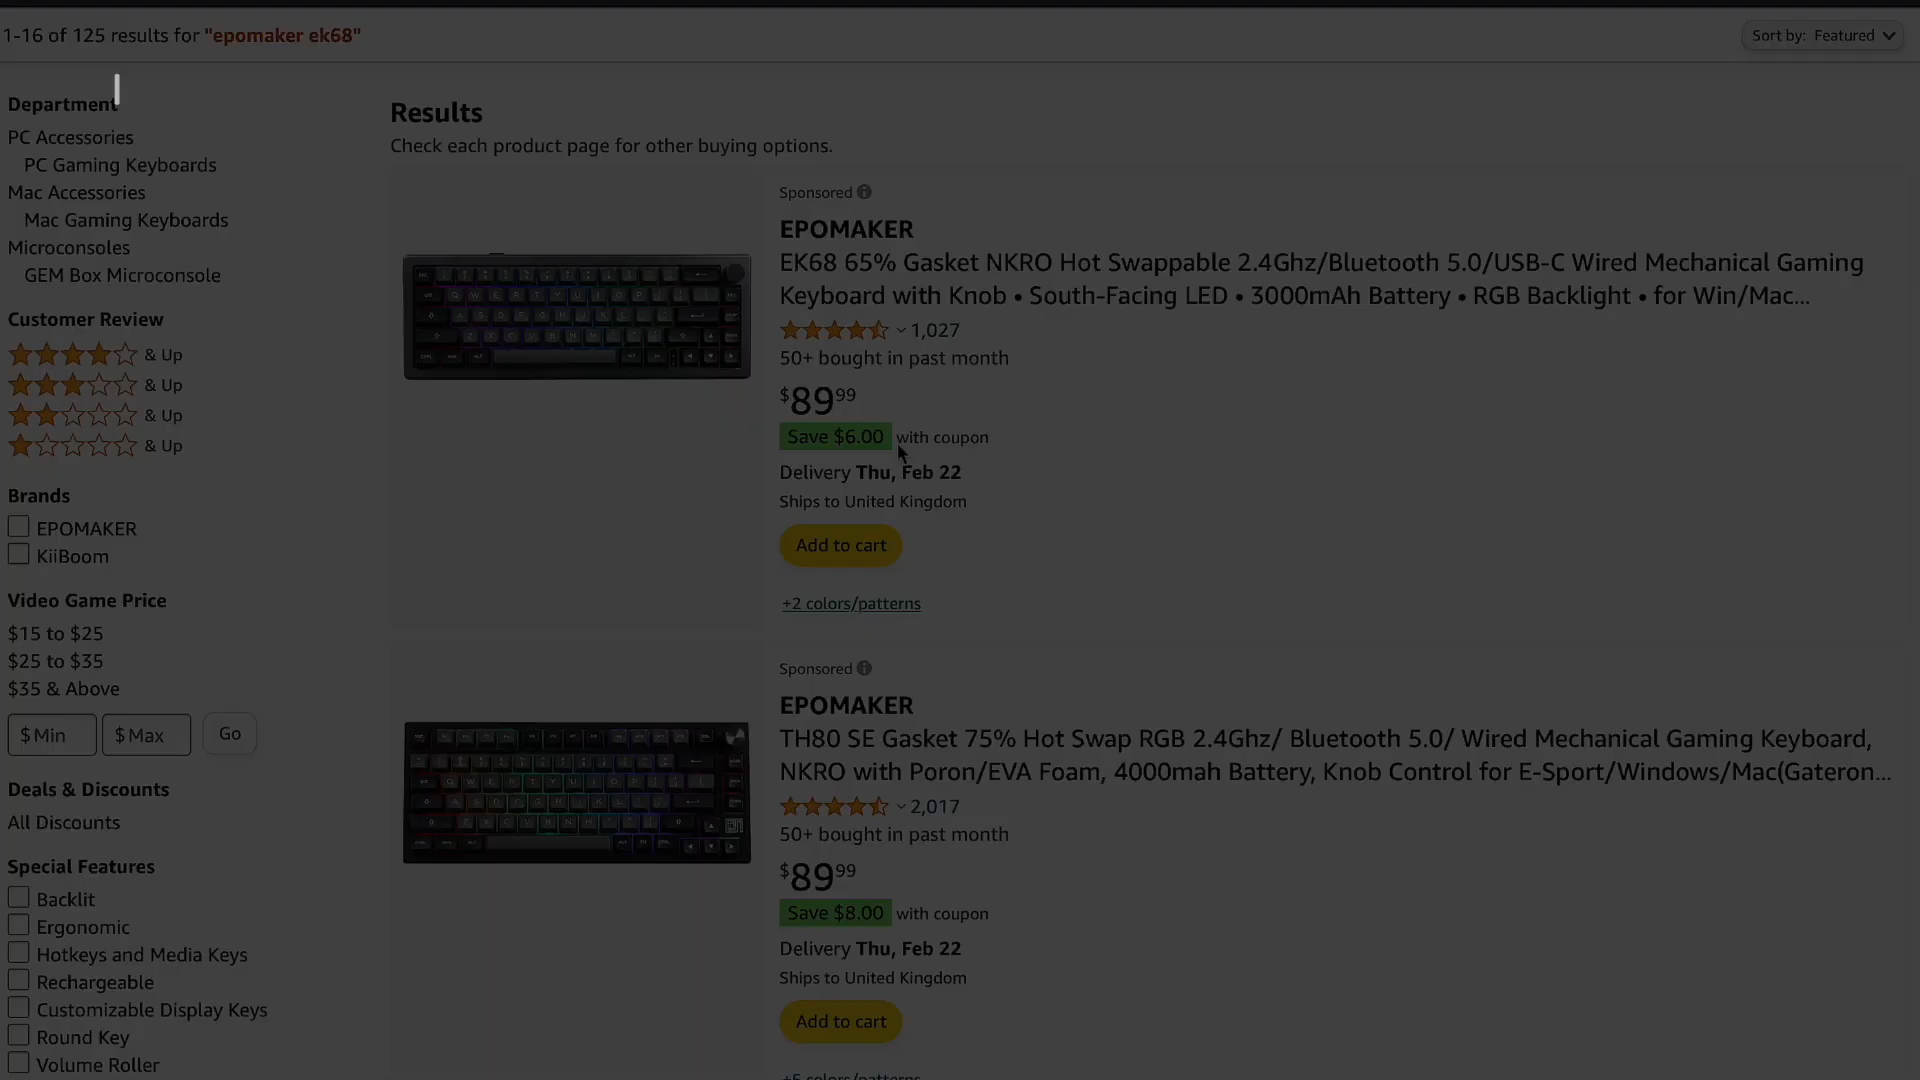 1-16 of 125 results for "epomaker ek68"
Sort by: Featured
Department
PC Accessories
PC Gaming Keyboards
Mac Accessories
Mac Gaming Keyboards
Microconsoles
GEM Box Microconsole
Customer Review
& Up
& Up
& Up
& Up
Brands
EPOMAKER
KiiBoom
Video Game Price
$15 to $25
$25 to $35
$35 & Above
$ Min $ Max Go
Deals & Discounts
All Discounts
Special Features
Backlit
Ergonomic
Hotkeys and Media Keys
Rechargeable
Customizable Display Keys
Round Key
Volume Roller
Results
Check each product page for other buying options.
Sponsored
EPOMAKER
EK68 65% Gasket NKRO Hot Swappable 2.4Ghz/Bluetooth 5.0/USB-C Wired Mechanical Gaming
Keyboard with Knob • South-Facing LED • 3000mAh Battery • RGB Backlight • for Win/Mac...
1,027
50+ bought in past month
$89.99
Save $6.00 with coupon
Delivery Thu, Feb 22
Ships to United Kingdom
Add to cart
+2 colors/patterns
Sponsored
EPOMAKER
TH80 SE Gasket 75% Hot Swap RGB 2.4Ghz/ Bluetooth 5.0/ Wired Mechanical Gaming Keyboard,
NKRO with Poron/EVA Foam, 4000mah Battery, Knob Control for E-Sport/Windows/Mac(Gateron...
2,017
50+ bought in past month
$89.99
Save $8.00 with coupon
Delivery Thu, Feb 22
Ships to United Kingdom
Add to cart
+5 colors/patterns